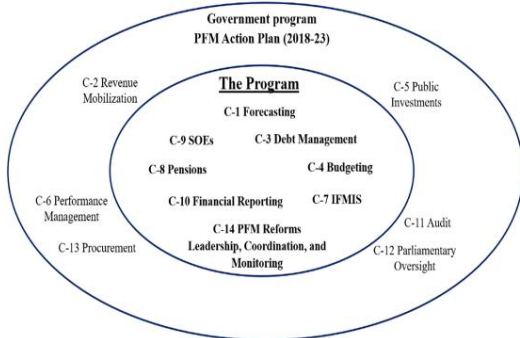 Government program
PFM Action Plan (2018-23)
C-2 Revenue
Mobilization
The Program
C-5 Public
Investments
C-1 Forecasting
C-9 SOEs
C-3 Debt Management
C-8 Pensions
C-4 Budgeting
C-6 Performance
Management
C-10 Financial Reporting
C-7 IFMIS
C-13 Procurement
C-14 PFM Reforms
Leadership, Coordination, and
Monitoring
C-11 Audit
C-12 Parliamentary
Oversight